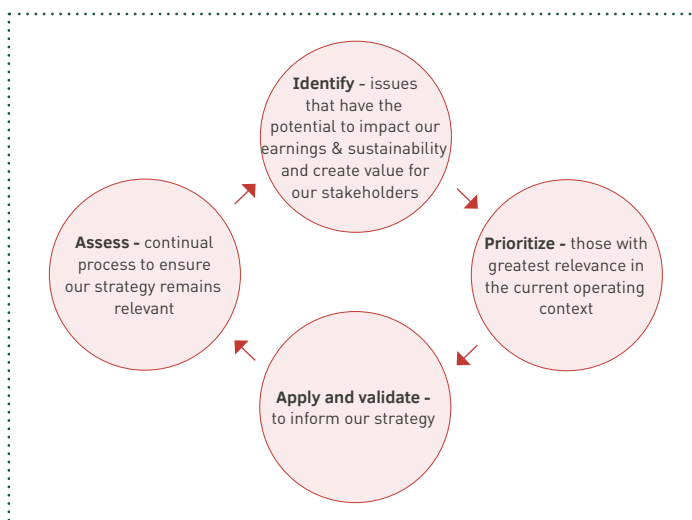 Identify - issues
that have the
potential to impact our
earnings & sustainability
and create value for
our stakeholders
Prioritize - those with
greatest relevance in
the current operating
context
Apply and validate -
to inform our strategy
Assess - continual
process to ensure
our strategy remains
relevant